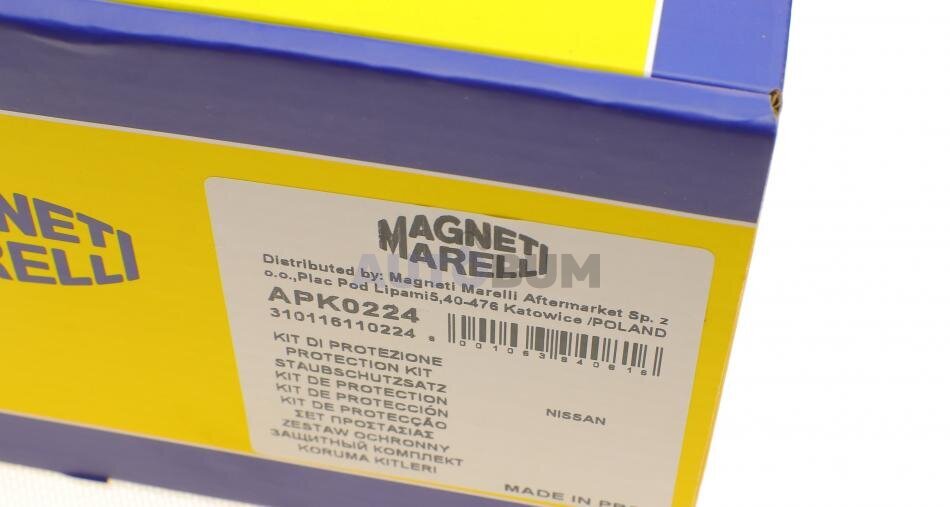 NETI
RELLI
MAGNETI
MARELLI
AUTOBUM
Distributed by: Magneti Marelli Aftermarket Sp. z
o.o.,Plac Pod Lipami5,40-476 Katowice /POLAND
APK0224
310116110224
8001063840616
KIT DI PROTEZIONE
PROTECTION KIT
STAUBSCHUTZSATZ
KIT DE PROTECTION
KIT DE PROTECCIÓN
KIT DE PROTECÇÃO
ΣΕΤ ΠΡΟΣΤΑΣΙΑΣ
ZESTAW OCHRONNY
ЗАЩИТНЫЙ КОМПЛЕКТ
KORUMA KITLERI
NISSAN
MADE IN